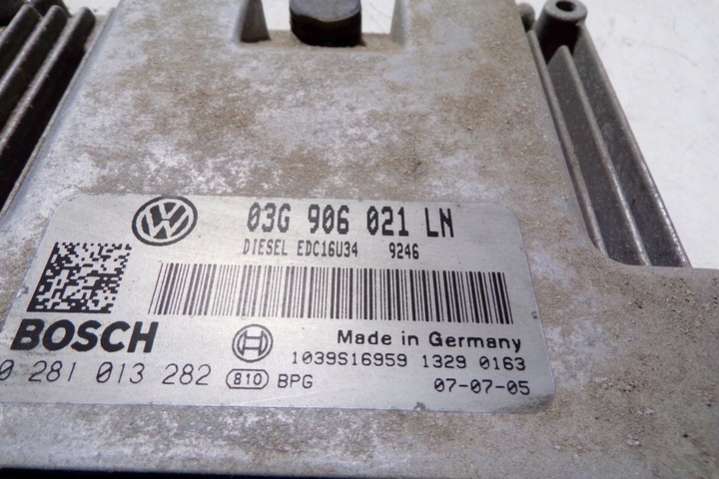 03G 906 021 LN
DIESEL EDC16U34 9246
BOSCH
Made in Germany
1039S16959 1329 0163
0 281 013 282 810 BPG 07-07-05